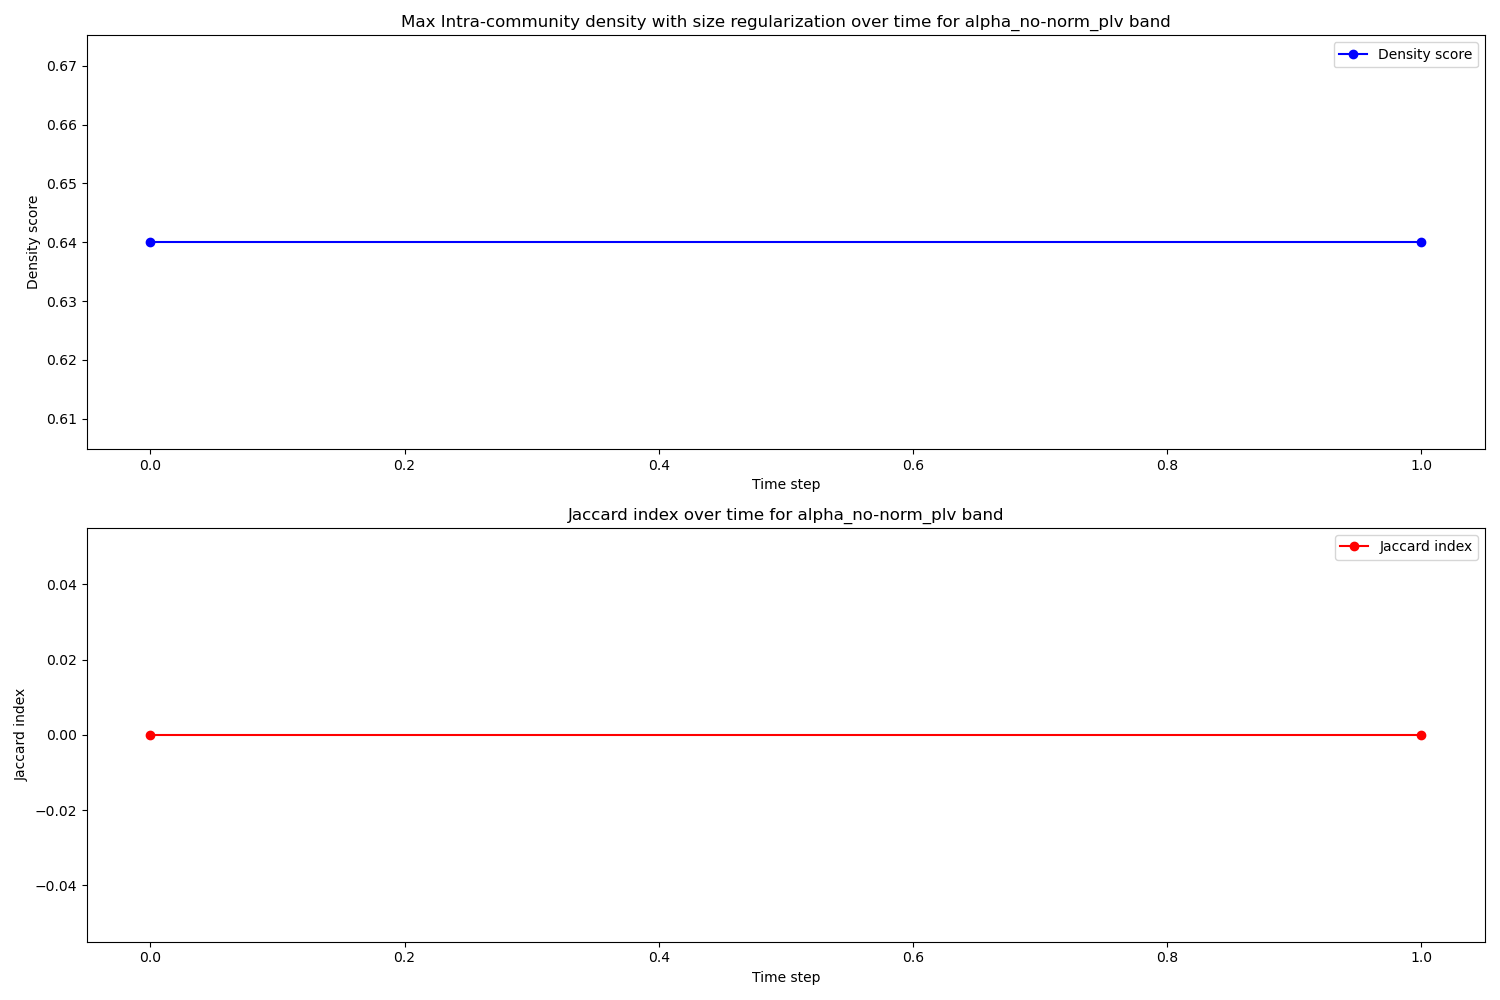 Max Intra-community density with size regularization over time for alpha_no-norm_plv band
Density score
0.67
0.66
0.65
0.64
0.63
0.62
0.61
Density score
0.0 0.2 0.4 0.6 0.8 1.0
Time step
Jaccard index over time for alpha_no-norm_plv band
Jaccard index
0.04
0.02
0.00
−0.02
−0.04
Jaccard index
0.0 0.2 0.4 0.6 0.8 1.0
Time step